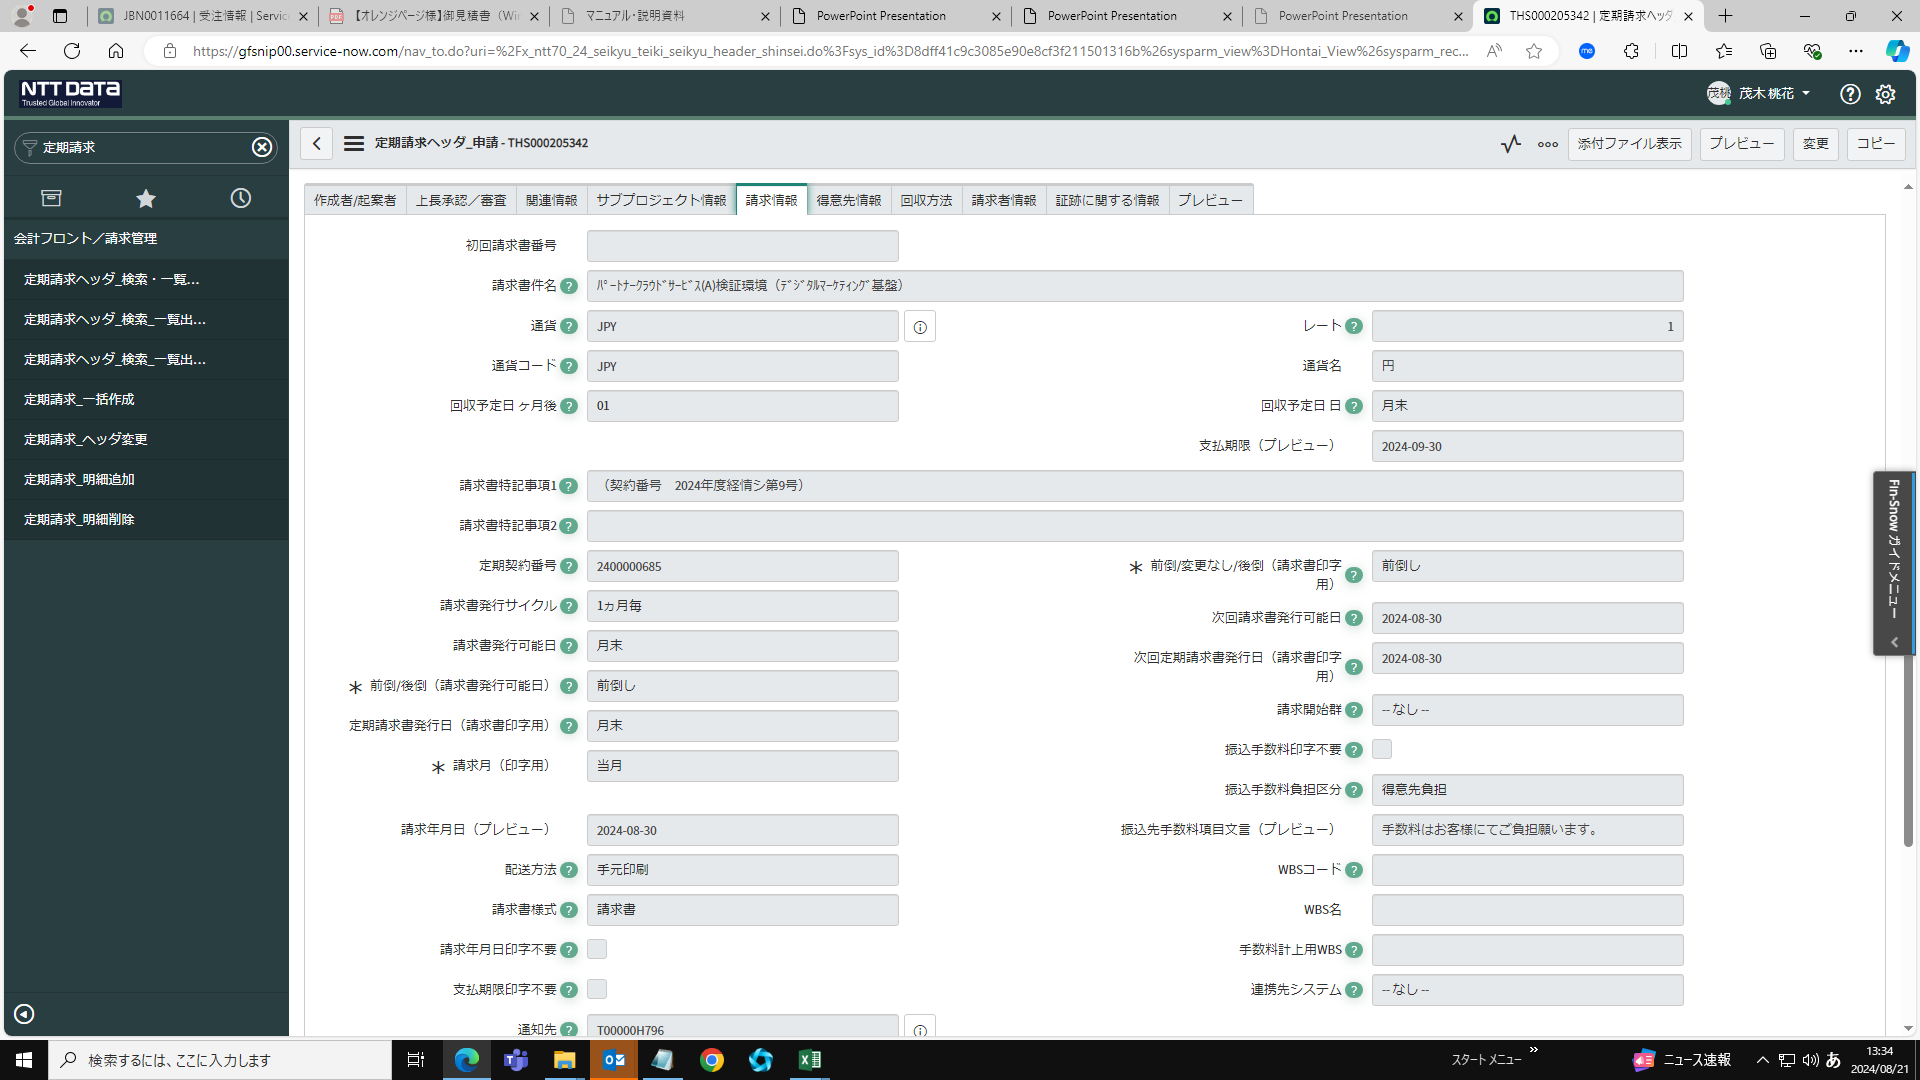 JBN0011664 | 受注情報 | Servic
【オレンジページ様】御見積書（Wir
マニュアル・説明資料
PowerPoint Presentation
PowerPoint Presentation
PowerPoint Presentation
THS000205342 | 定期請求ヘッダ
https://gfsnip00.service-now.com/nav_to.do?uri=%2Fx_ntt70_24_seikyu_teiki_seikyu_header_shinsei.do%3Fsys_id%3D8dff41c9c3085e90e8cf3f211501316b%26sysparm_view%3DHontai_View%26sysparm_rec...
NTT DATA
Trusted Global Innovator
茂桃
茂木 桃花
定期請求
定期請求ヘッダ_申請 - THS000205342
添付ファイル表示
プレビュー
変更
コピー
会計フロント／請求管理
定期請求ヘッダ_検索・一覧...
定期請求ヘッダ_検索_一覧出...
定期請求ヘッダ_検索_一覧出...
定期請求_一括作成
定期請求_ヘッダ変更
定期請求_明細追加
定期請求_明細削除
作成者/起案者
上長承認／審査
関連情報
サブプロジェクト情報
請求情報
得意先情報
回収方法
請求者情報
証跡に関する情報
プレビュー
初回請求書番号
請求書件名 ? ﾊﾟｰﾄﾅｰｸﾗｳﾄﾞｻｰﾋﾞｽ(A)検証環境（ﾃﾞｼﾞﾀﾙﾏｰｹﾃｨﾝｸﾞ基盤）
通貨 ? JPY
レート ? 1
通貨コード ? JPY
通貨名 円
回収予定日 ヶ月後 ? 01
回収予定日 日 ? 月末
支払期限（プレビュー） 2024-09-30
請求書特記事項1 ? （契約番号　2024年度経情シ第9号）
請求書特記事項2 ?
定期契約番号 ? 2400000685
＊ 前倒/変更なし/後倒（請求書印字
用） ? 前倒し
請求書発行サイクル ? 1ヵ月毎
次回請求書発行可能日 ? 2024-08-30
請求書発行可能日 ? 月末
次回定期請求書発行日（請求書印字
用） ? 2024-08-30
＊ 前倒/後倒（請求書発行可能日） ? 前倒し
請求開始群 ? -- なし --
定期請求書発行日（請求書印字用） ? 月末
振込手数料印字不要 ?
＊ 請求月（印字用） 当月
振込手数料負担区分 ? 得意先負担
請求年月日（プレビュー） 2024-08-30
振込先手数料項目文言（プレビュー） 手数料はお客様にてご負担願います。
配送方法 ? 手元印刷
WBSコード ?
請求書様式 ? 請求書
WBS名
請求年月日印字不要 ?
手数料計上用WBS ?
支払期限印字不要 ?
連携先システム ? -- なし --
通知先 ? T00000H796
Fin-Snow ガイドメニュー
検索するには、ここに入力します
スタート メニュー
ニュース速報
あ
13:34
2024/08/21